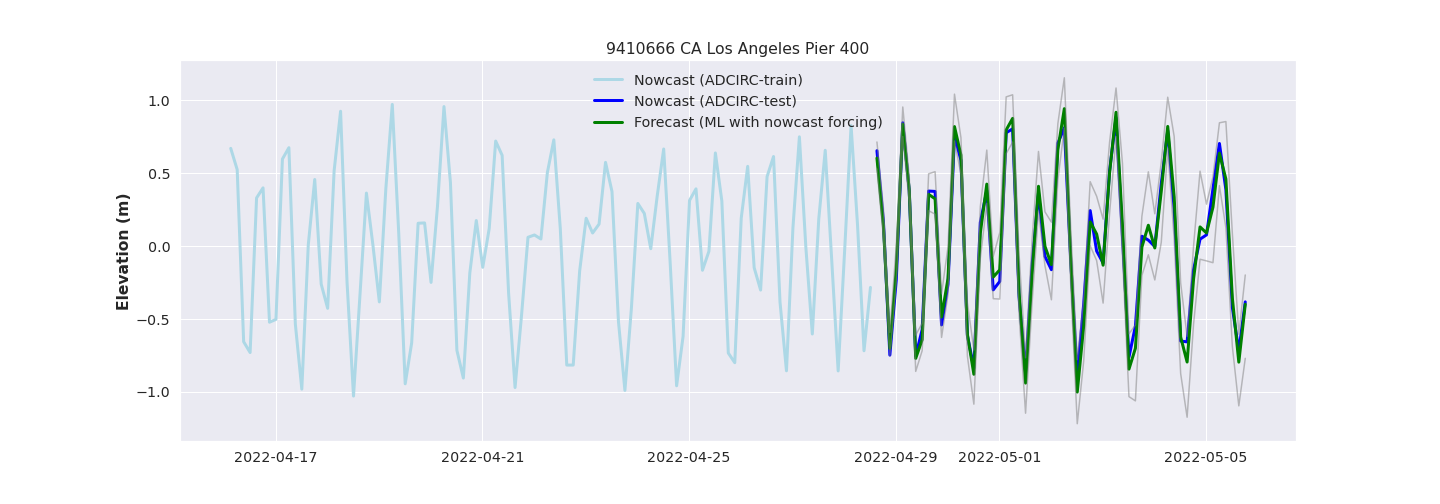 9410666 CA Los Angeles Pier 400
Nowcast (ADCIRC-train)
Nowcast (ADCIRC-test)
Forecast (ML with nowcast forcing)
Elevation (m)
1.0
0.5
0.0
−0.5
−1.0
2022-04-17 2022-04-21 2022-04-25 2022-04-29 2022-05-01 2022-05-05